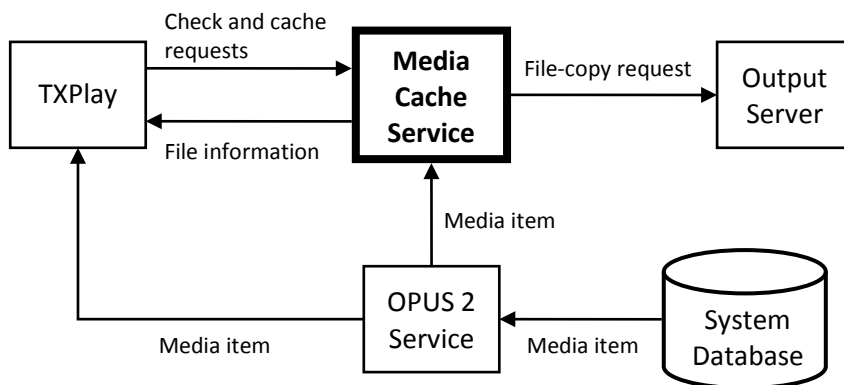 Check and cache
requests
TXPlay
Media
Cache
Service
File-copy request
Output
Server
File information
Media item
OPUS 2
Service
System
Database
Media item
Media item